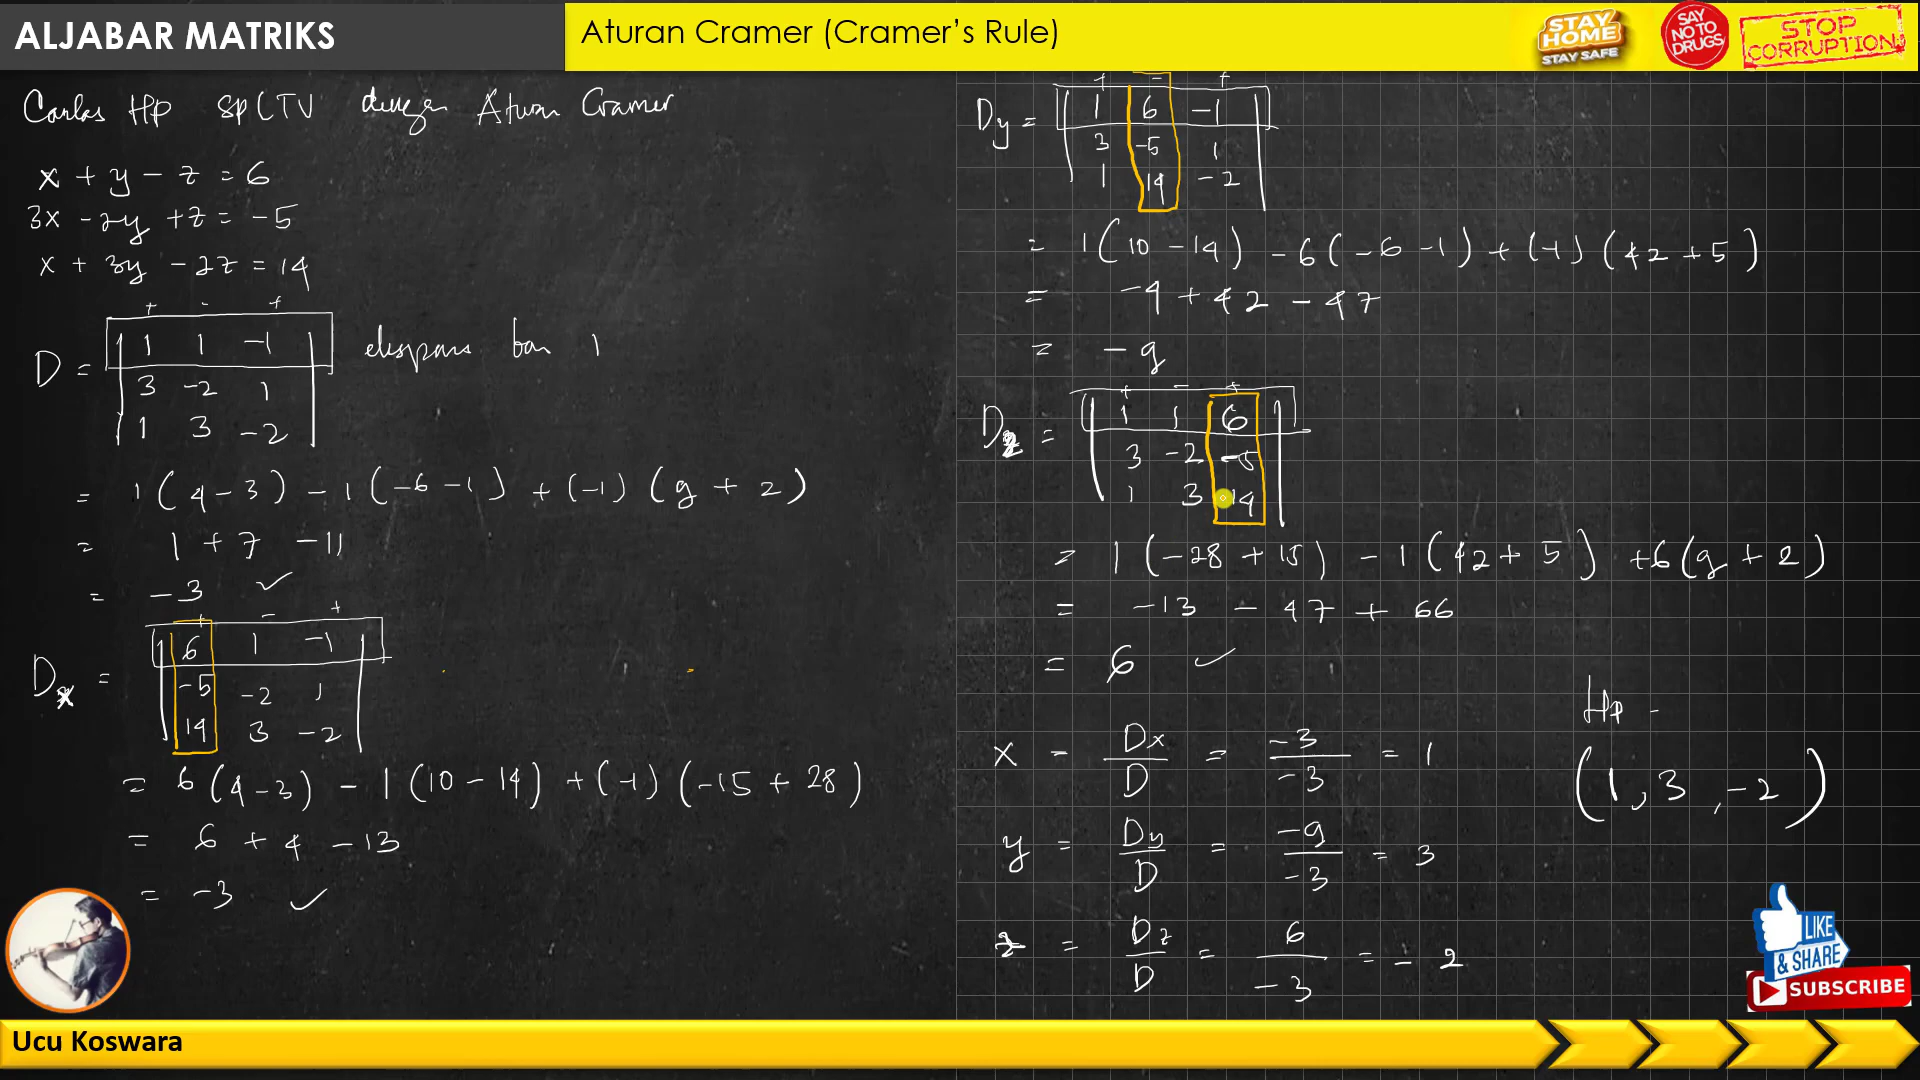 ALJABAR MATRIKS
Aturan Cramer (Cramer's Rule)
STAY HOME STAY SAFE
SAY NO TO DRUGS
STOP CORRUPTION
Carilas Hp SPLTV dengan Aturan Cramer
x + y - z = 6
3x - 2y + z = -5
x + 3y - 2z = 14
+ - +
D = | 1 1 -1 | ekspansi bar 1
| 3 -2 1 |
| 1 3 -2 |
= 1 (4 - 3) - 1 (-6 - 1) + (-1) (9 + 2)
= 1 + 7 - 11
= -3 ✓
+ - +
Dx = | 6 1 -1 |
| -5 -2 1 |
| 14 3 -2 |
= 6 (4 - 3) - 1 (10 - 14) + (-1) (-15 + 28)
= 6 + 4 - 13
= -3 ✓
+ - +
Dy = | 1 6 -1 |
| 3 -5 1 |
| 1 14 -2 |
= 1 (10 - 14) - 6 (-6 - 1) + (-1) (42 + 5)
= -4 + 42 - 47
= -9
+ - +
Dz = | 1 1 6 |
| 3 -2 -5 |
| 1 3 14 |
= 1 (-28 + 15) - 1 (42 + 5) + 6 (9 + 2)
= -13 - 47 + 66
= 6 ✓
x = Dx/D = -3/-3 = 1
y = Dy/D = -9/-3 = 3
z = Dz/D = 6/-3 = -2
Hp =
(1, 3, -2)
LIKE & SHARE
SUBSCRIBE
Ucu Koswara